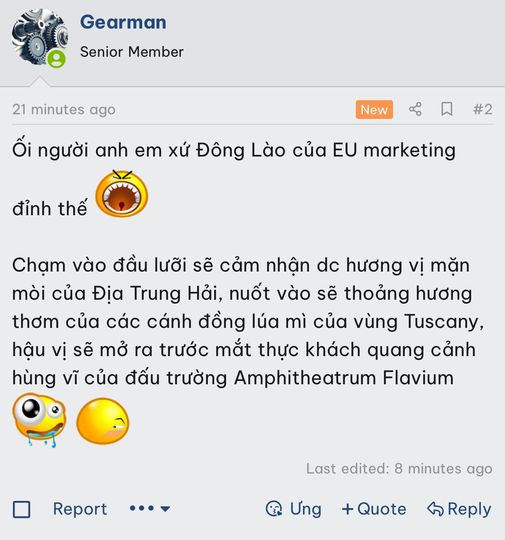 Gearman
Senior Member
21 minutes ago
New
#2
Ối người anh em xứ Đông Lào của EU marketing
đỉnh thế
Chạm vào đầu lưỡi sẽ cảm nhận dc hương vị mặn
mòi của Địa Trung Hải, nuốt vào sẽ thoảng hương
thơm của các cánh đồng lúa mì của vùng Tuscany,
hậu vị sẽ mở ra trước mắt thực khách quang cảnh
hùng vĩ của đấu trường Amphitheatrum Flavium
Last edited: 8 minutes ago
Report
Ưng
+Quote
Reply